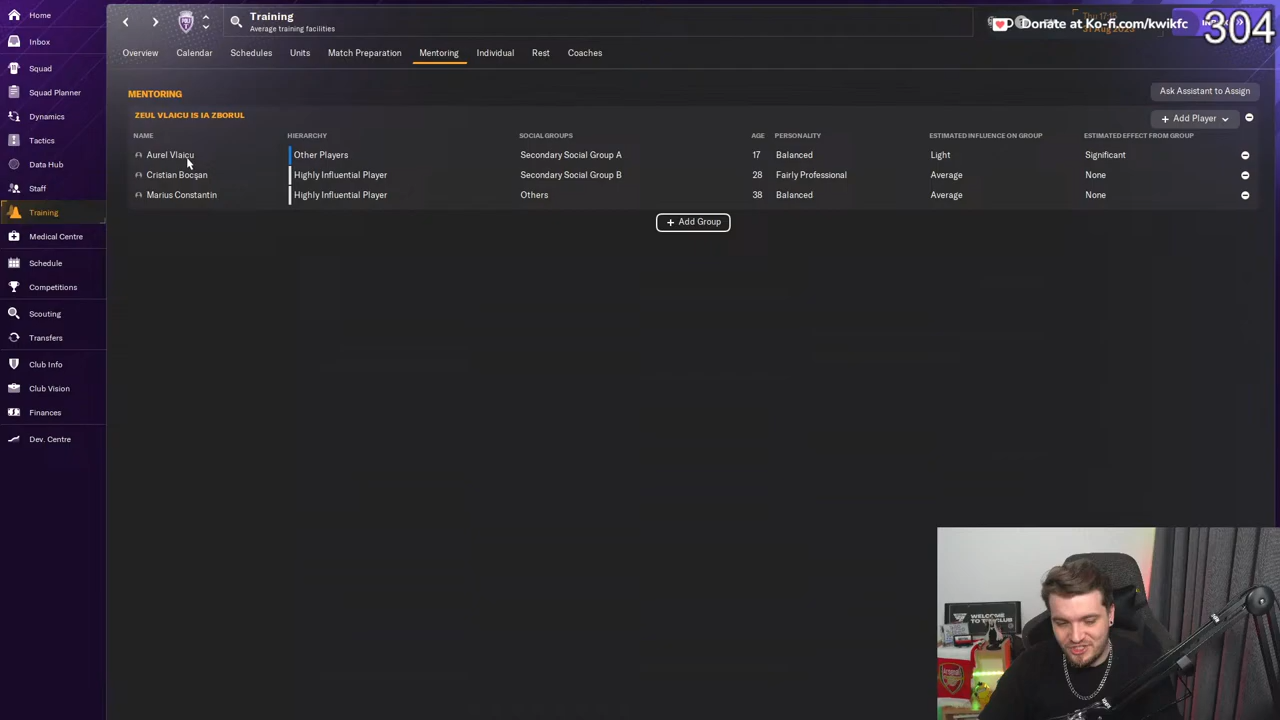 Home
Inbox
Squad
Squad Planner
Dynamics
Tactics
Data Hub
Staff
Training
Medical Centre
Schedule
Competitions
Scouting
Transfers
Club Info
Club Vision
Finances
Dev. Centre
Training
Average training facilities
Donate at Ko-fi.com/kwikfc
304
Overview Calendar Schedules Units Match Preparation Mentoring Individual Rest Coaches
MENTORING
Ask Assistant to Assign
ZEUL VLAICU IS IA ZBORUL
Add Player
NAME HIERARCHY SOCIAL GROUPS AGE PERSONALITY ESTIMATED INFLUENCE ON GROUP ESTIMATED EFFECT FROM GROUP
Aurel Vlaicu Other Players Secondary Social Group A 17 Balanced Light Significant
Cristian Bocșan Highly Influential Player Secondary Social Group B 28 Fairly Professional Average None
Marius Constantin Highly Influential Player Others 38 Balanced Average None
Add Group
WELCOME